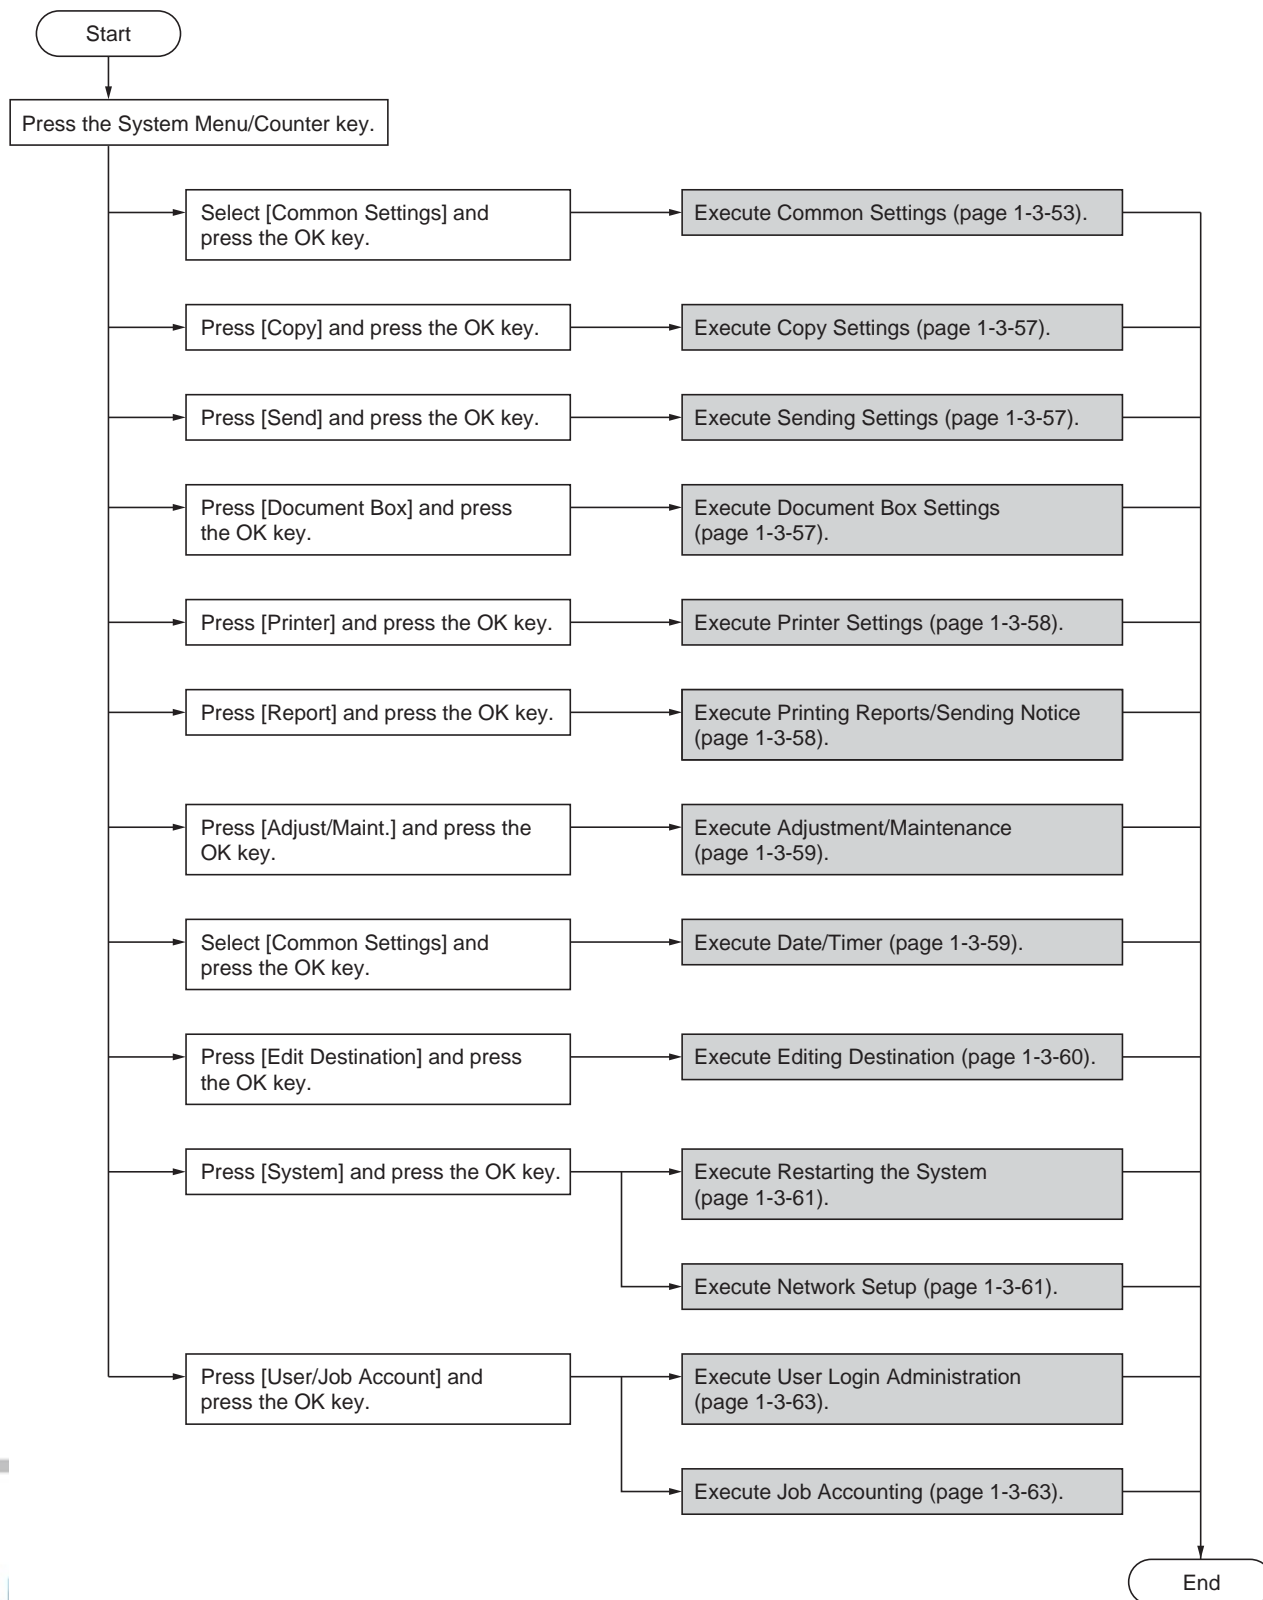 Start
Press the System Menu/Counter key.
Select [Common Settings] and
press the OK key.
Execute Common Settings (page 1-3-53).
Press [Copy] and press the OK key.
Execute Copy Settings (page 1-3-57).
Press [Send] and press the OK key.
Execute Sending Settings (page 1-3-57).
Press [Document Box] and press
the OK key.
Execute Document Box Settings
(page 1-3-57).
Press [Printer] and press the OK key.
Execute Printer Settings (page 1-3-58).
Press [Report] and press the OK key.
Execute Printing Reports/Sending Notice
(page 1-3-58).
Press [Adjust/Maint.] and press the
OK key.
Execute Adjustment/Maintenance
(page 1-3-59).
Select [Common Settings] and
press the OK key.
Execute Date/Timer (page 1-3-59).
Press [Edit Destination] and press
the OK key.
Execute Editing Destination (page 1-3-60).
Press [System] and press the OK key.
Execute Restarting the System
(page 1-3-61).
Execute Network Setup (page 1-3-61).
Press [User/Job Account] and
press the OK key.
Execute User Login Administration
(page 1-3-63).
Execute Job Accounting (page 1-3-63).
End